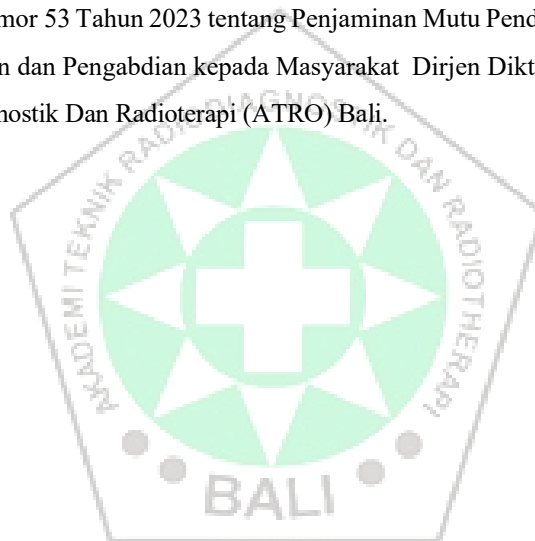 mor 53 Tahun 2023 tentang Penjaminan Mutu Pend
n dan Pengabdian kepada Masyarakat Dirjen Dikt
nostik Dan Radioterapi (ATRO) Bali.
AKADEMI TEKNIK RADIODIAGNOSTIK DAN RADIOTHERAPI
BALI